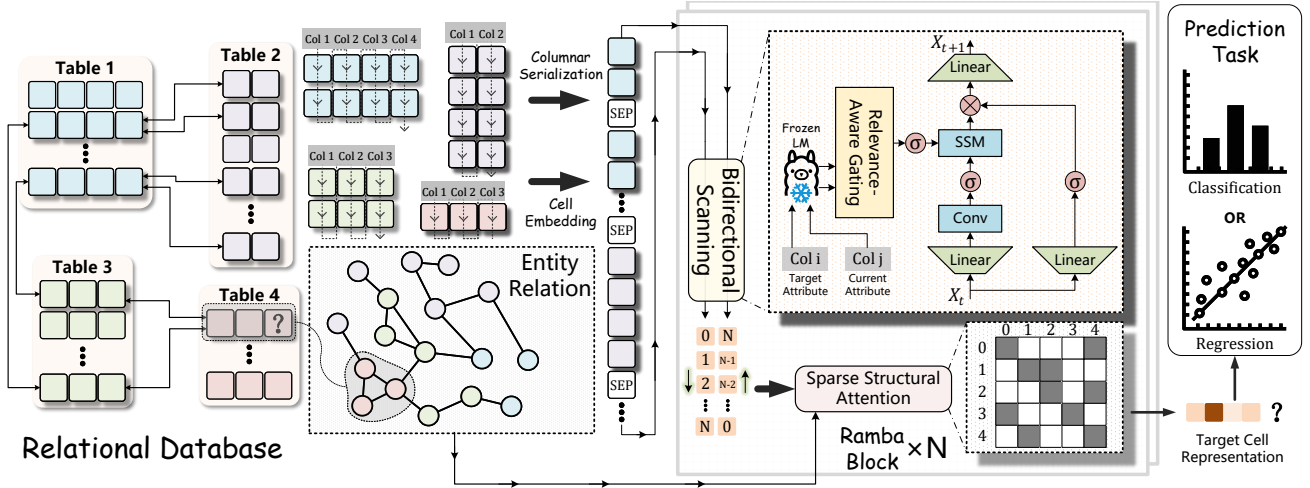 Table 1
Table 2
Table 3
Table 4
?
Relational Database
Col 1 Col 2 Col 3 Col 4
Col 1 Col 2
Col 1 Col 2 Col 3
Col 1 Col 2 Col 3
Columnar
Serialization
Cell
Embedding
Entity
Relation
SEP
SEP
SEP
Bidirectional
Scanning
0 N
1 N-1
2 N-2
N 0
Frozen
LM
Relevance-
Aware Gating
Col i
Target
Attribute
Col j
Current
Attribute
X_{t+1}
Linear
σ
SSM
σ
σ
Conv
Linear
Linear
X_t
Sparse Structural
Attention
Ramba
Block
×N
0 1 2 3 4
0
1
2
3
4
Prediction
Task
Classification
OR
Regression
?
Target Cell
Representation